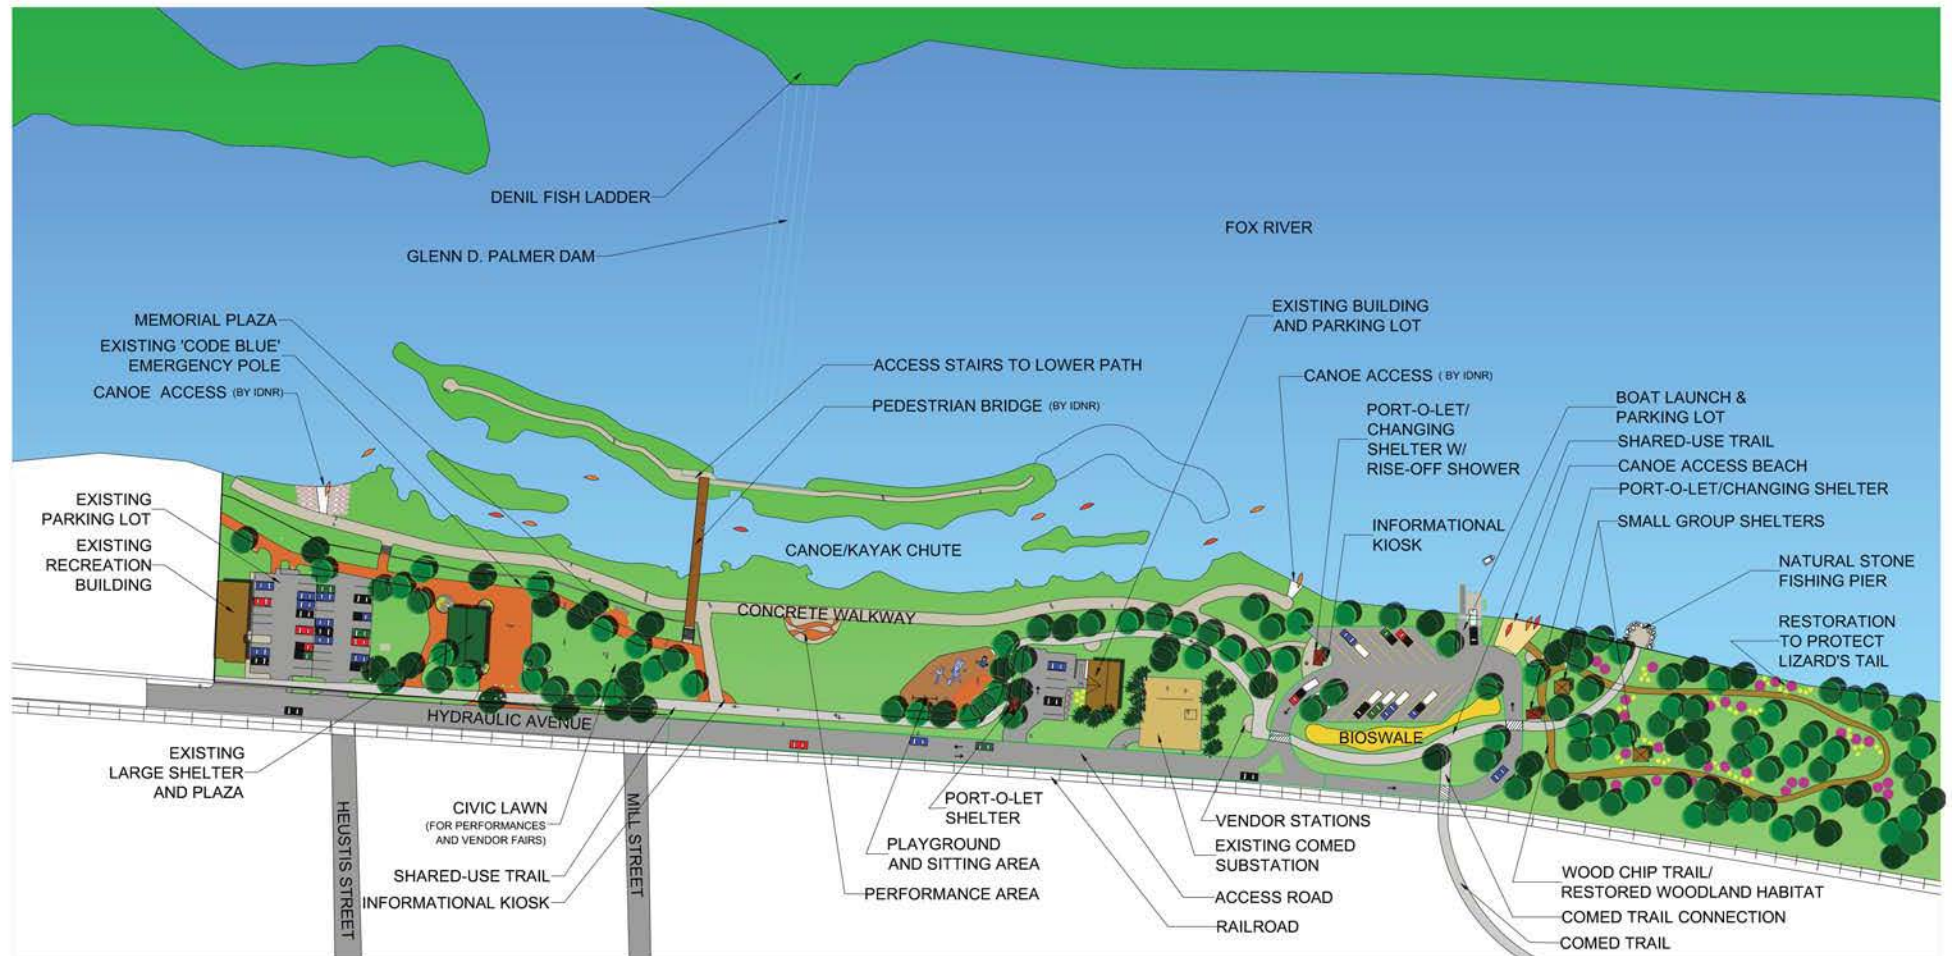 DENIL FISH LADDER
GLENN D. PALMER DAM
FOX RIVER
MEMORIAL PLAZA
EXISTING 'CODE BLUE'
EMERGENCY POLE
CANOE ACCESS (BY IDNR)
EXISTING
PARKING LOT
EXISTING
RECREATION
BUILDING
ACCESS STAIRS TO LOWER PATH
PEDESTRIAN BRIDGE (BY IDNR)
EXISTING BUILDING
AND PARKING LOT
CANOE ACCESS ( BY IDNR)
PORT-O-LET/
CHANGING
SHELTER W/
RISE-OFF SHOWER
INFORMATIONAL
KIOSK
BOAT LAUNCH &
PARKING LOT
SHARED-USE TRAIL
CANOE ACCESS BEACH
PORT-O-LET/CHANGING SHELTER
SMALL GROUP SHELTERS
NATURAL STONE
FISHING PIER
RESTORATION
TO PROTECT
LIZARD'S TAIL
CANOE/KAYAK CHUTE
CONCRETE WALKWAY
HYDRAULIC AVENUE
BIOSWALE
EXISTING
LARGE SHELTER
AND PLAZA
HEUSTIS STREET
CIVIC LAWN
(FOR PERFORMANCES
AND VENDOR FAIRS)
SHARED-USE TRAIL
INFORMATIONAL KIOSK
MILL STREET
PORT-O-LET
SHELTER
PLAYGROUND
AND SITTING AREA
PERFORMANCE AREA
VENDOR STATIONS
EXISTING COMED
SUBSTATION
ACCESS ROAD
RAILROAD
WOOD CHIP TRAIL/
RESTORED WOODLAND HABITAT
COMED TRAIL CONNECTION
COMED TRAIL